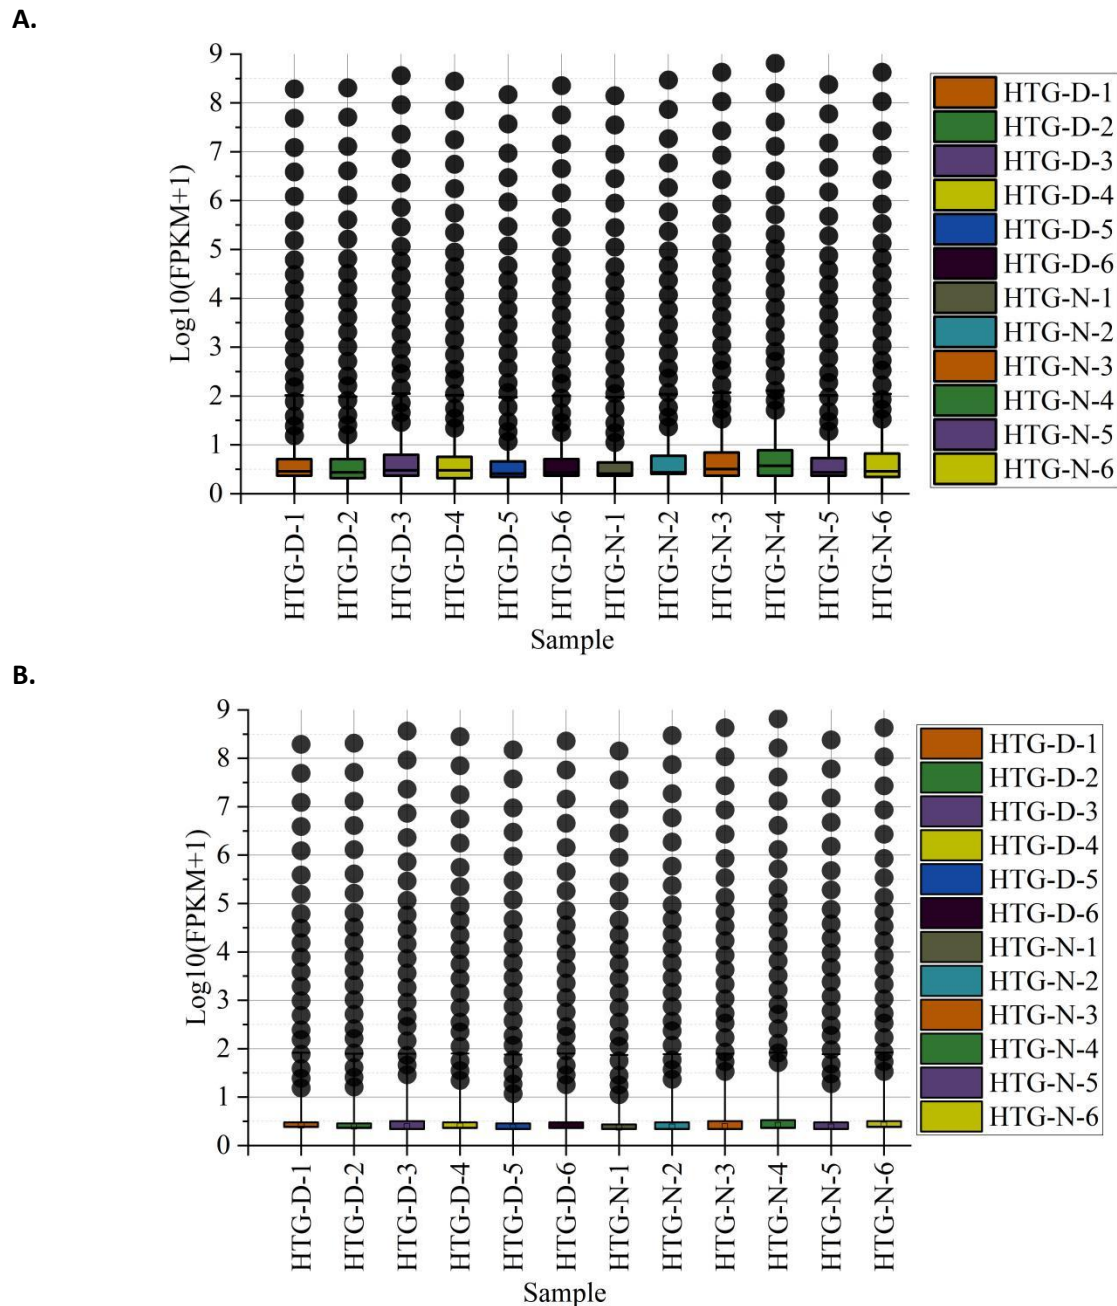 A.
Log10(FPKM+1)
9
8
7
6
5
4
3
2
1
0
HTG-D-1
HTG-D-2
HTG-D-3
HTG-D-4
HTG-D-5
HTG-D-6
HTG-N-1
HTG-N-2
HTG-N-3
HTG-N-4
HTG-N-5
HTG-N-6
Sample
HTG-D-1
HTG-D-2
HTG-D-3
HTG-D-4
HTG-D-5
HTG-D-6
HTG-N-1
HTG-N-2
HTG-N-3
HTG-N-4
HTG-N-5
HTG-N-6
B.
Log10(FPKM+1)
9
8
7
6
5
4
3
2
1
0
HTG-D-1
HTG-D-2
HTG-D-3
HTG-D-4
HTG-D-5
HTG-D-6
HTG-N-1
HTG-N-2
HTG-N-3
HTG-N-4
HTG-N-5
HTG-N-6
Sample
HTG-D-1
HTG-D-2
HTG-D-3
HTG-D-4
HTG-D-5
HTG-D-6
HTG-N-1
HTG-N-2
HTG-N-3
HTG-N-4
HTG-N-5
HTG-N-6